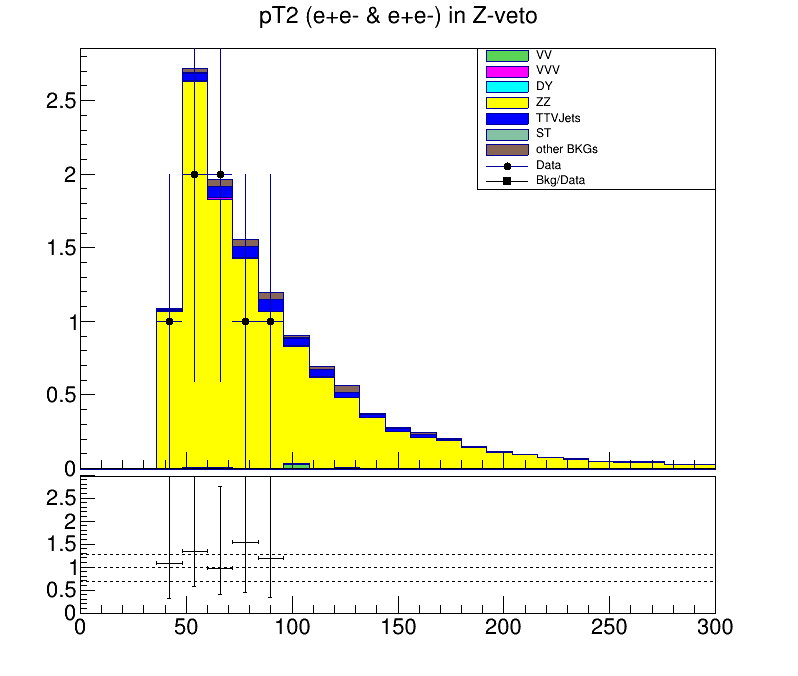 pT2 (e+e- & e+e-) in Z-veto
VV
VVV
DY
ZZ
TTVJets
ST
other BKGs
Data
Bkg/Data
2.5
2
1.5
1
0.5
0
2.5
2
1.5
1
0.5
0
0 50 100 150 200 250 300